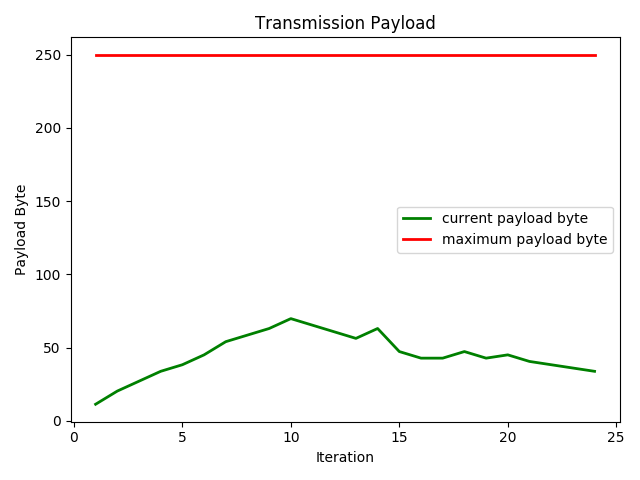 Transmission Payload
Payload Byte
250
200
150
100
50
0
current payload byte
maximum payload byte
0 5 10 15 20 25
Iteration